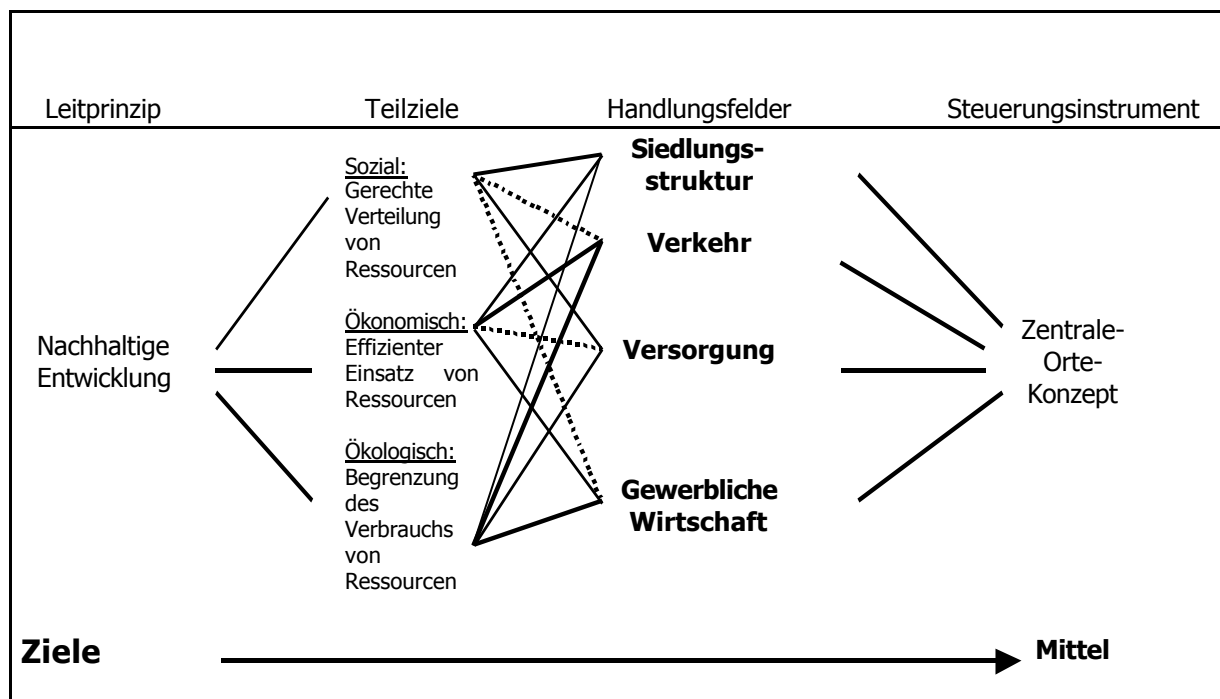 Leitprinzip
Teilziele
Handlungsfelder
Steuerungsinstrument
Nachhaltige
Entwicklung
Sozial:
Gerechte
Verteilung
von
Ressourcen
Ökonomisch:
Effizienter
Einsatz von
Ressourcen
Ökologisch:
Begrenzung
des
Verbrauchs
von
Ressourcen
Siedlungs-
struktur
Verkehr
Versorgung
Gewerbliche
Wirtschaft
Zentrale-
Orte-
Konzept
Ziele
Mittel